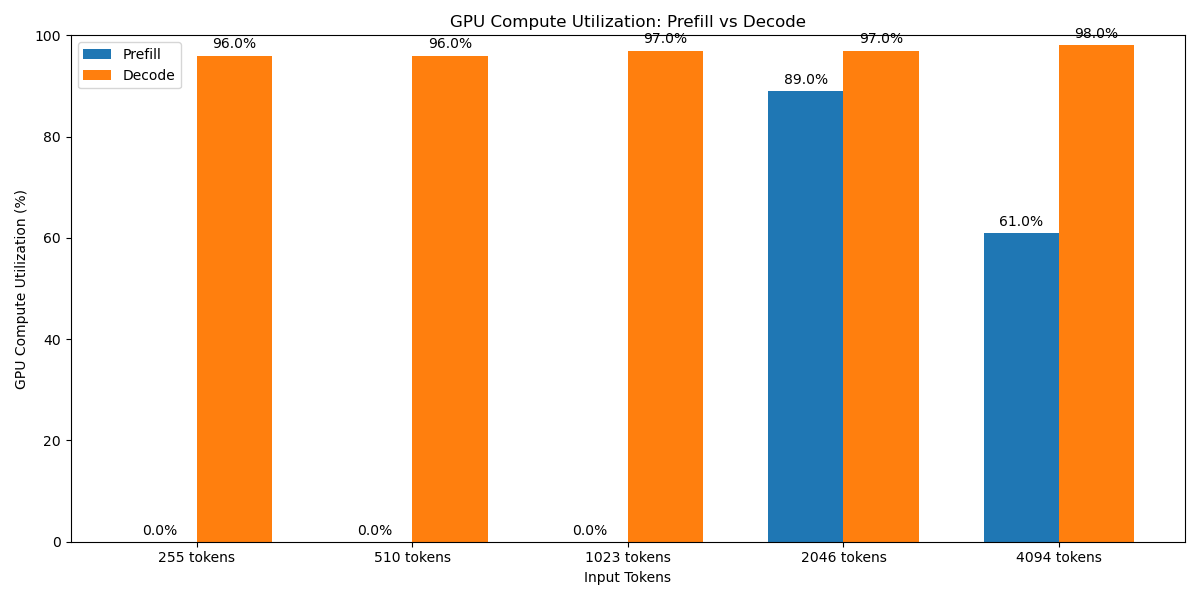 GPU Compute Utilization: Prefill vs Decode
GPU Compute Utilization (%)
100
80
60
40
20
0
Prefill
Decode
96.0%
96.0%
97.0%
97.0%
98.0%
89.0%
61.0%
0.0%
0.0%
0.0%
255 tokens
510 tokens
1023 tokens
2046 tokens
4094 tokens
Input Tokens